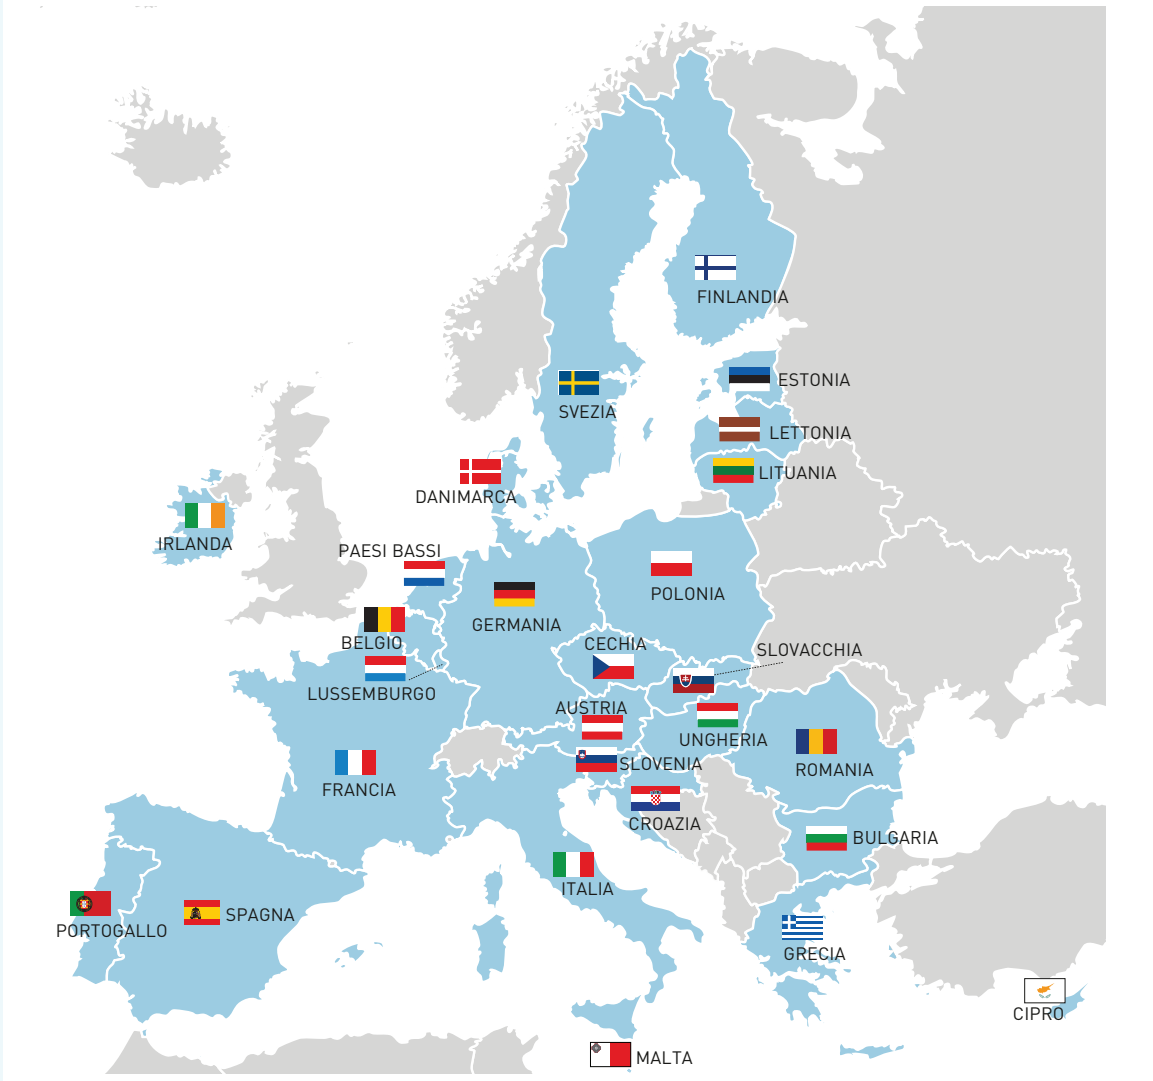 FINLANDIA
ESTONIA
SVEZIA
LETTONIA
LITUANIA
DANIMARCA
IRLANDA
PAESI BASSI
POLONIA
GERMANIA
BELGIO
CECHIA
SLOVACCHIA
LUSSEMBURGO
AUSTRIA
UNGHERIA
SLOVENIA
ROMANIA
FRANCIA
CROAZIA
BULGARIA
ITALIA
SPAGNA
PORTOGALLO
GRECIA
CIPRO
MALTA